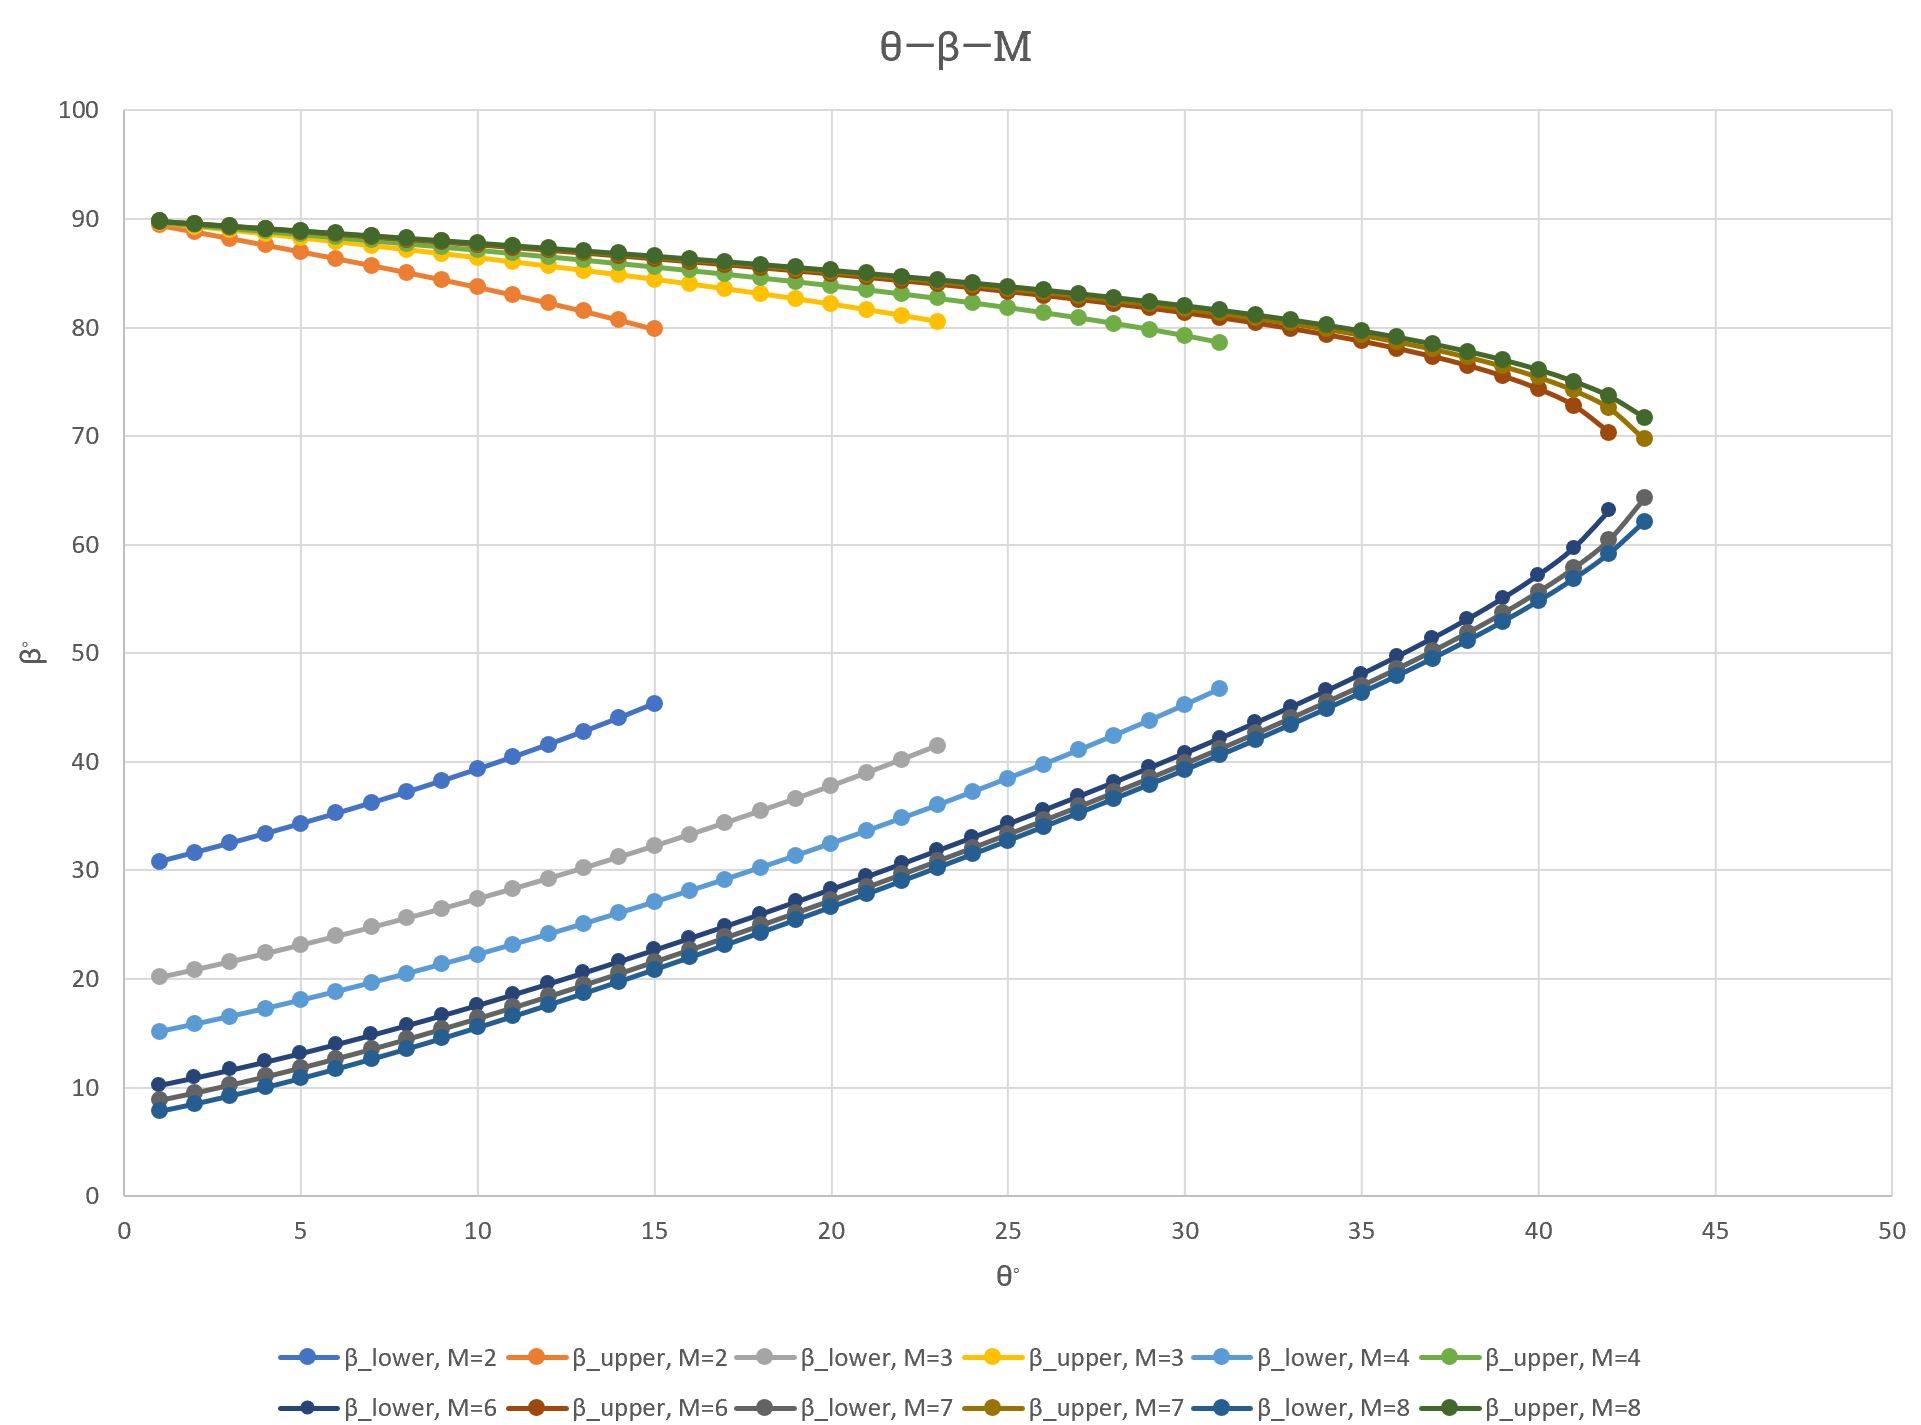 θ–β–M
100
90
80
70
60
50
40
30
20
10
0
β°
0 5 10 15 20 25 30 35 40 45 50
θ°
β_lower, M=2 β_upper, M=2 β_lower, M=3 β_upper, M=3 β_lower, M=4 β_upper, M=4
β_lower, M=6 β_upper, M=6 β_lower, M=7 β_upper, M=7 β_lower, M=8 β_upper, M=8